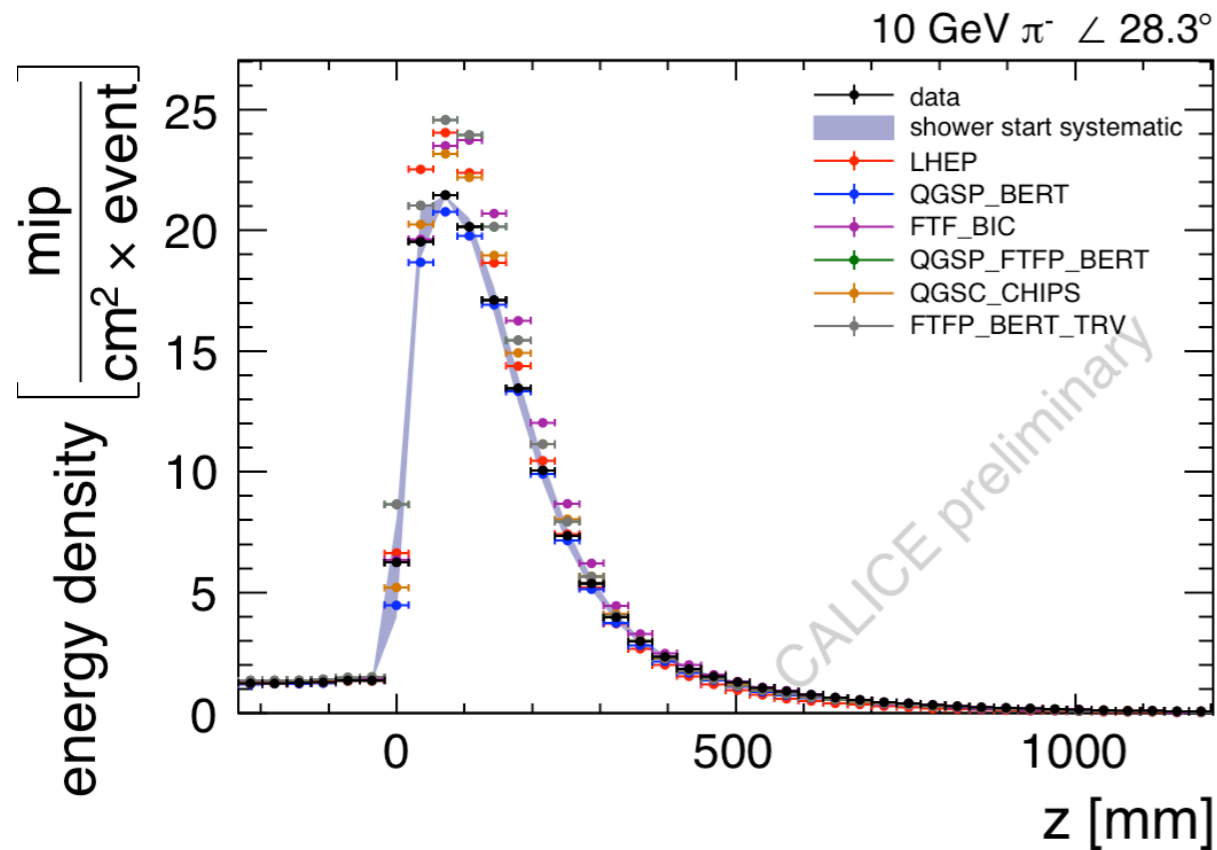 10 GeV π⁻ ∠ 28.3°
energy density [mip / cm² × event]
25
20
15
10
5
0
data
shower start systematic
LHEP
QGSP_BERT
FTF_BIC
QGSP_FTFP_BERT
QGSC_CHIPS
FTFP_BERT_TRV
CALICE preliminary
0
500
1000
z [mm]